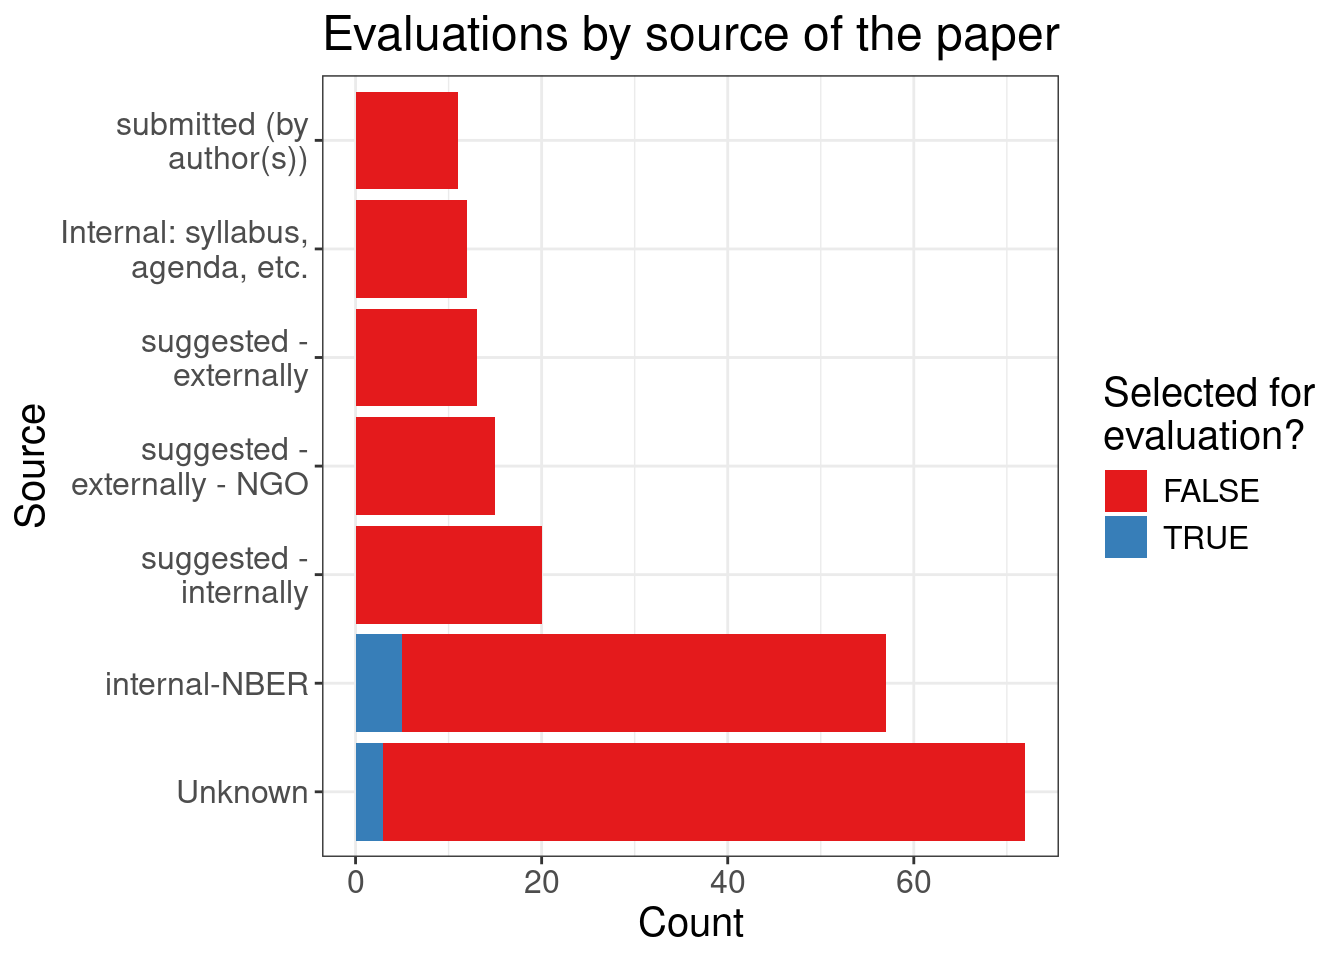 Evaluations by source of the paper
submitted (by
author(s))
Internal: syllabus,
agenda, etc.
suggested -
externally
suggested -
externally - NGO
suggested -
internally
internal-NBER
Unknown
Source
0 20 40 60
Count
Selected for
evaluation?
FALSE
TRUE